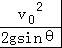 v₀²
2gsinθ